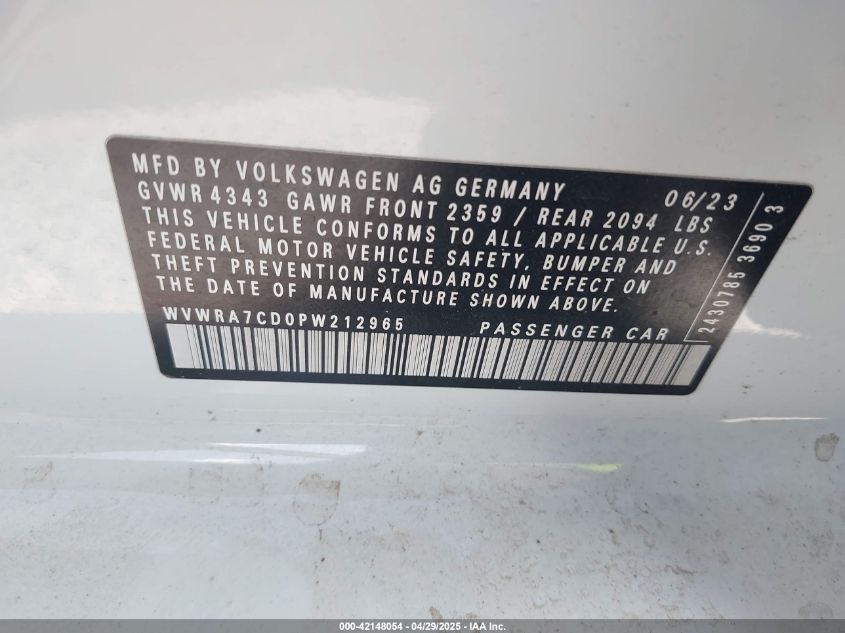 MFD BY VOLKSWAGEN AG GERMANY 06/23
GVWR 4343 GAWR FRONT 2359 / REAR 2094 LBS
THIS VEHICLE CONFORMS TO ALL APPLICABLE U.S.
FEDERAL MOTOR VEHICLE SAFETY, BUMPER AND
THEFT PREVENTION STANDARDS IN EFFECT ON
THE DATE OF MANUFACTURE SHOWN ABOVE.
WVWRA7CD0PW212965 PASSENGER CAR
2430785 3690 3
000-42148054 - 04/29/2025 - IAA Inc.